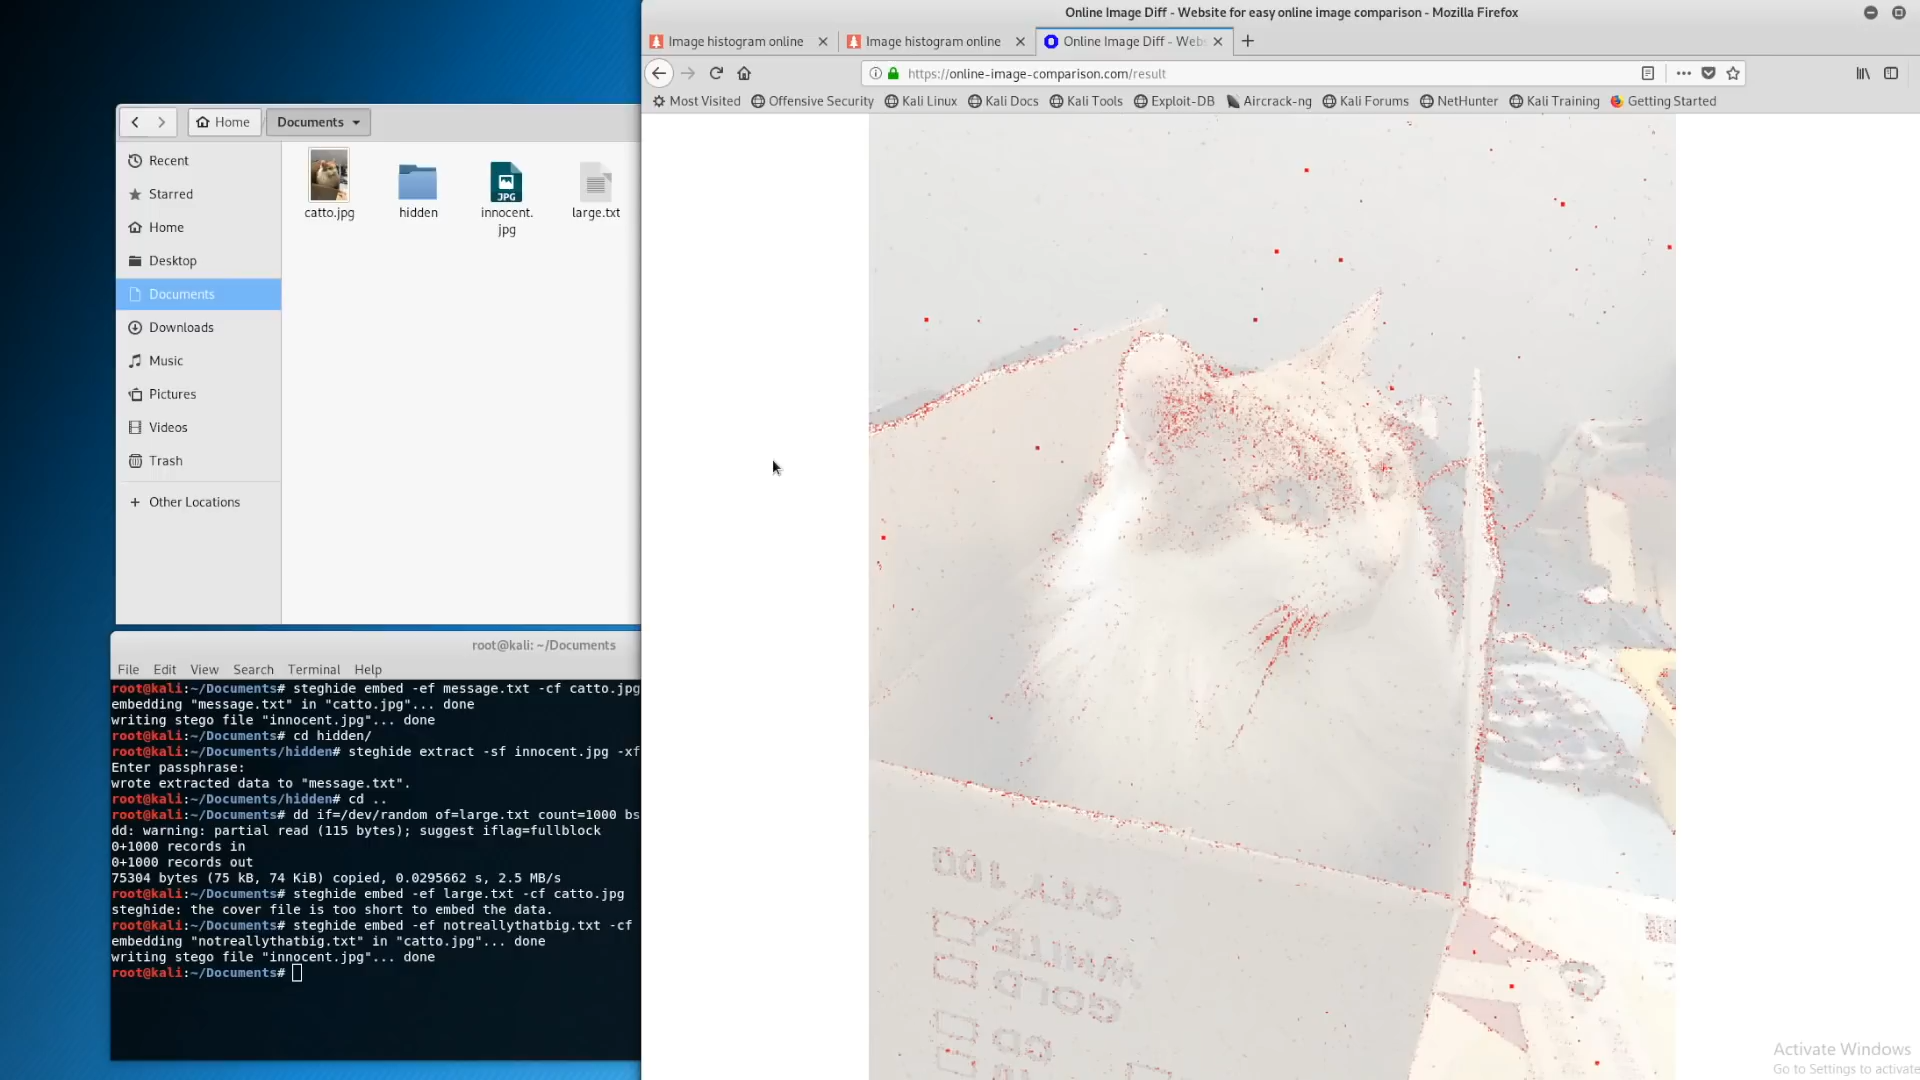 Online Image Diff - Website for easy online image comparison - Mozilla Firefox
Image histogram online
Image histogram online
Online Image Diff - Web
https://online-image-comparison.com/result
Most Visited
Offensive Security
Kali Linux
Kali Docs
Kali Tools
Exploit-DB
Aircrack-ng
Kali Forums
NetHunter
Kali Training
Getting Started
Home
Documents
Recent
Starred
Home
Desktop
Documents
Downloads
Music
Pictures
Videos
Trash
+ Other Locations
catto.jpg
hidden
JPG
innocent.
jpg
large.txt
root@kali: ~/Documents
File Edit View Search Terminal Help
root@kali:~/Documents# steghide embed -ef message.txt -cf catto.jpg
embedding "message.txt" in "catto.jpg"... done
writing stego file "innocent.jpg"... done
root@kali:~/Documents# cd hidden/
root@kali:~/Documents/hidden# steghide extract -sf innocent.jpg -xf
Enter passphrase:
wrote extracted data to "message.txt".
root@kali:~/Documents/hidden# cd ..
root@kali:~/Documents# dd if=/dev/random of=large.txt count=1000 bs
dd: warning: partial read (115 bytes); suggest iflag=fullblock
0+1000 records in
0+1000 records out
75304 bytes (75 kB, 74 KiB) copied, 0.0295662 s, 2.5 MB/s
root@kali:~/Documents# steghide embed -ef large.txt -cf catto.jpg
steghide: the cover file is too short to embed the data.
root@kali:~/Documents# steghide embed -ef notreallythatbig.txt -cf
embedding "notreallythatbig.txt" in "catto.jpg"... done
writing stego file "innocent.jpg"... done
root@kali:~/Documents#
WHITE
GOLD
Activate Windows
Go to Settings to activate